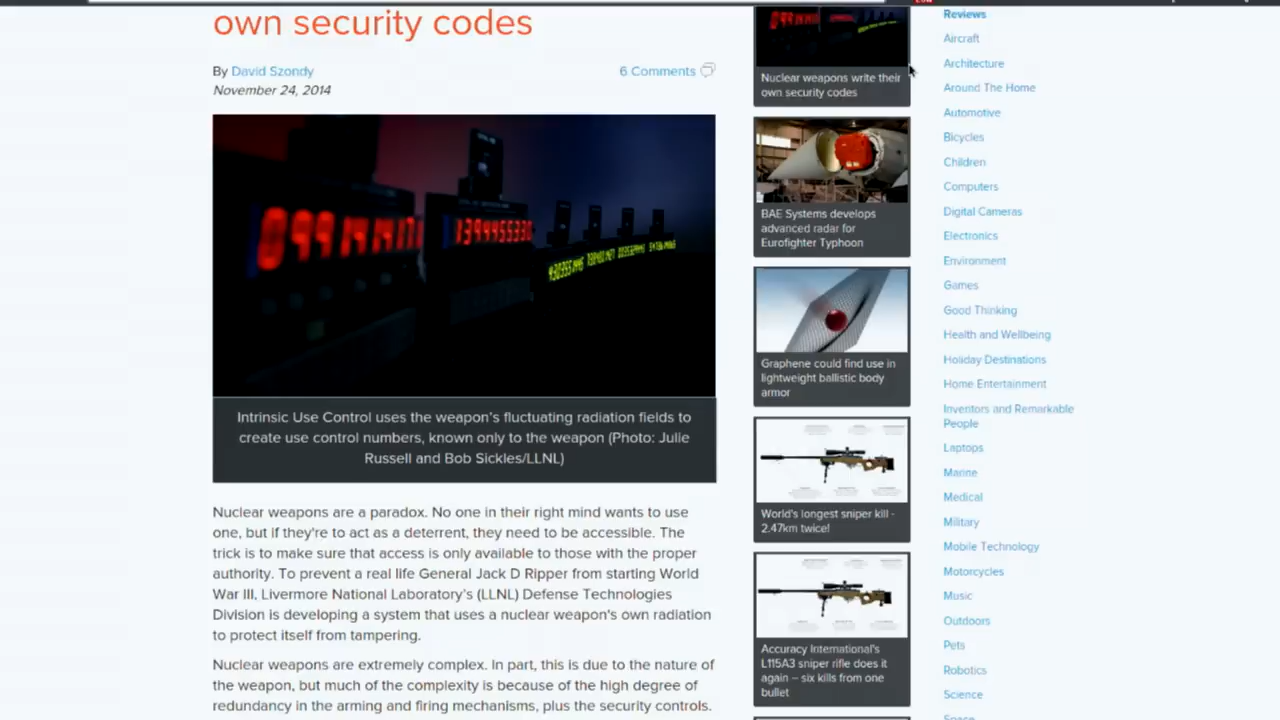 own security codes
By David Szondy
6 Comments
November 24, 2014
Intrinsic Use Control uses the weapon's fluctuating radiation fields to
create use control numbers, known only to the weapon (Photo: Julie
Russell and Bob Sickles/LLNL)
Nuclear weapons are a paradox. No one in their right mind wants to use
one, but if they're to act as a deterrent, they need to be accessible. The
trick is to make sure that access is only available to those with the proper
authority. To prevent a real life General Jack D Ripper from starting World
War III, Livermore National Laboratory's (LLNL) Defense Technologies
Division is developing a system that uses a nuclear weapon's own radiation
to protect itself from tampering.
Nuclear weapons are extremely complex. In part, this is due to the nature of
the weapon, but much of the complexity is because of the high degree of
redundancy in the arming and firing mechanisms, plus the security controls.
Nuclear weapons write their
own security codes
BAE Systems develops
advanced radar for
Eurofighter Typhoon
Graphene could find use in
lightweight ballistic body
armor
World's longest sniper kill -
2.47km twice!
Accuracy International's
L115A3 sniper rifle does it
again – six kills from one
bullet
Reviews
Aircraft
Architecture
Around The Home
Automotive
Bicycles
Children
Computers
Digital Cameras
Electronics
Environment
Games
Good Thinking
Health and Wellbeing
Holiday Destinations
Home Entertainment
Inventors and Remarkable
People
Laptops
Marine
Medical
Military
Mobile Technology
Motorcycles
Music
Outdoors
Pets
Robotics
Science
Space